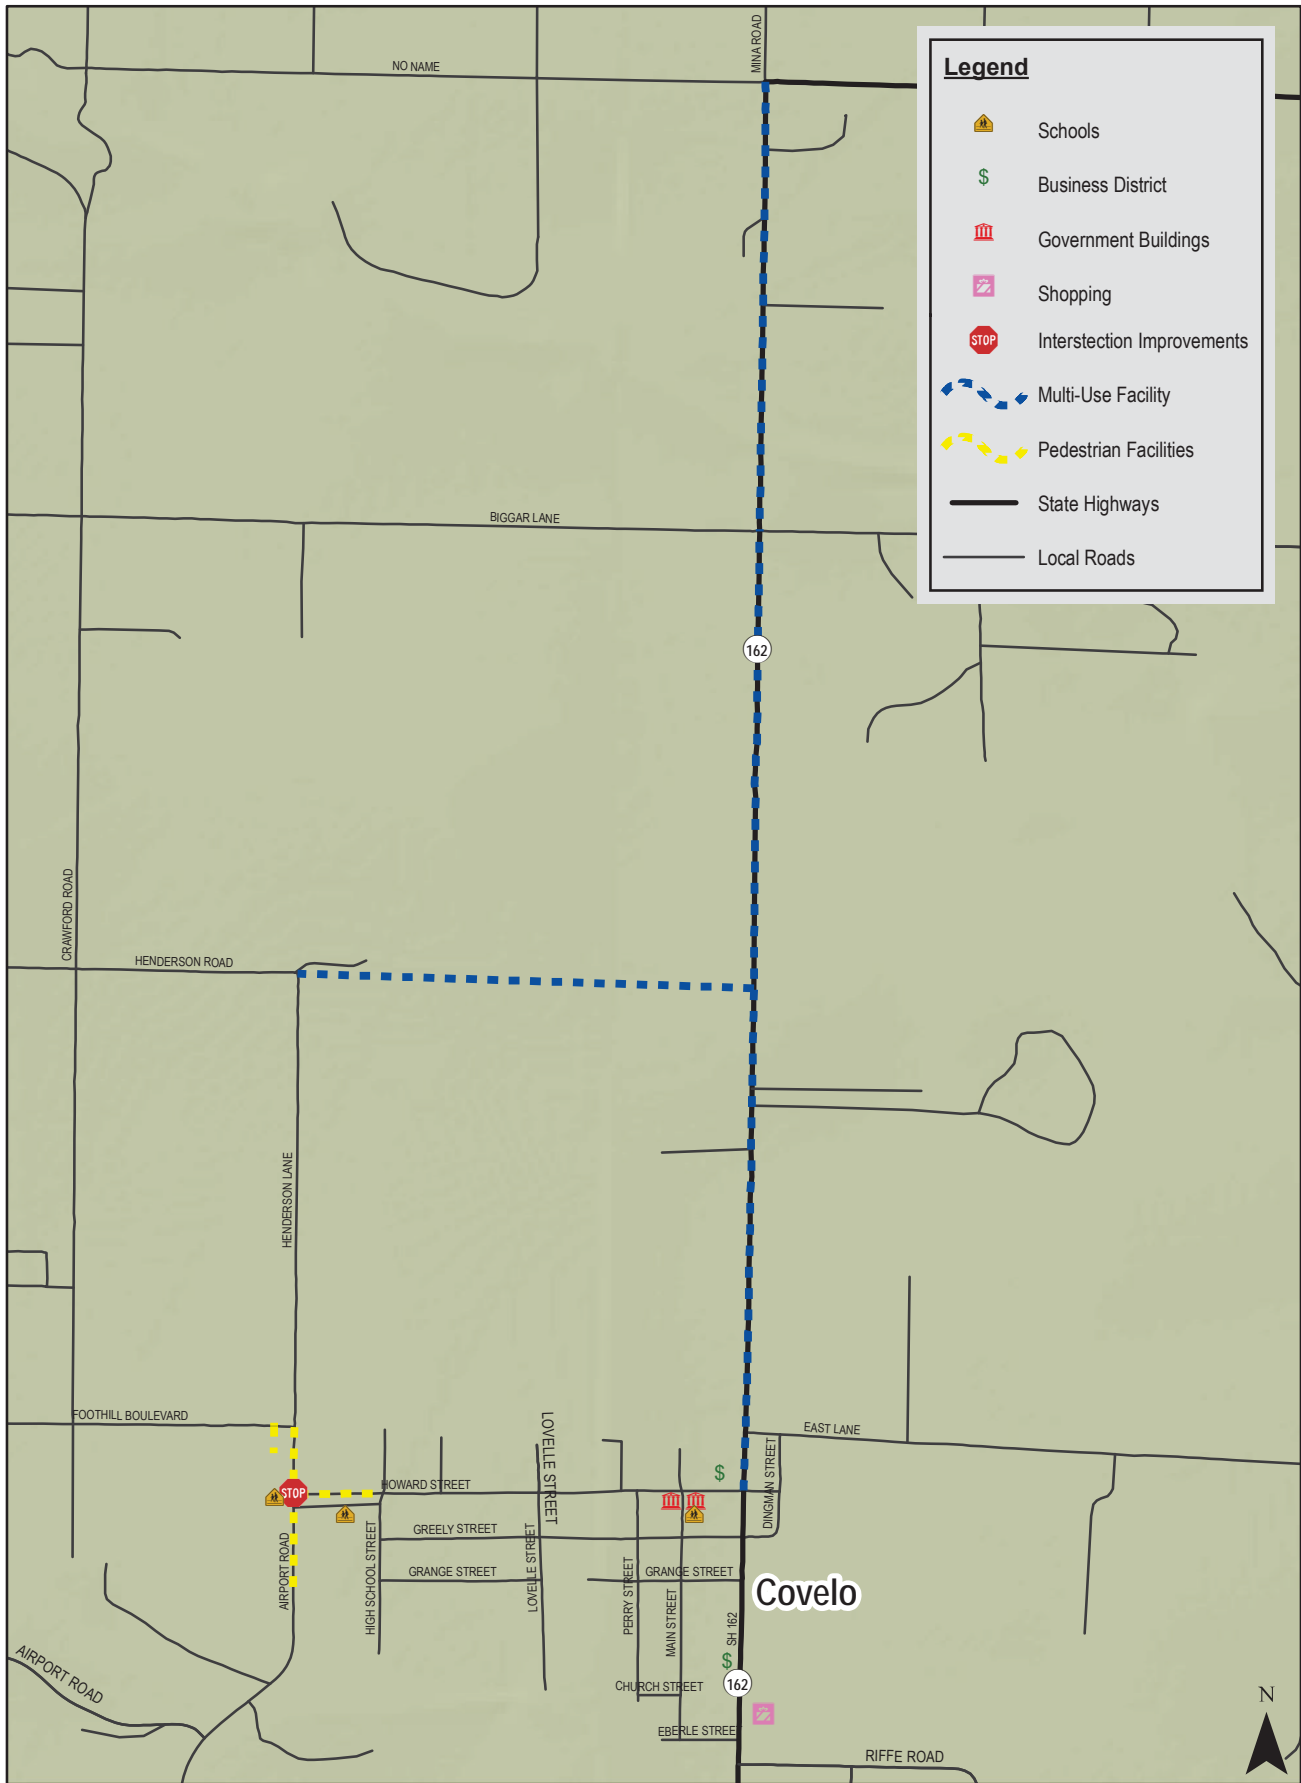 MINA ROAD
NO NAME
Legend
Schools
$
Business District
Government Buildings
Shopping
STOP
Interstection Improvements
Multi-Use Facility
Pedestrian Facilities
State Highways
Local Roads
BIGGAR LANE
162
CRAWFORD ROAD
HENDERSON ROAD
HENDERSON LANE
FOOTHILL BOULEVARD
LOVELLE STREET
EAST LANE
$
DINGMAN STREET
HOWARD STREET
STOP
AIRPORT ROAD
HIGH SCHOOL STREET
GREELY STREET
GRANGE STREET
LOVELLE STREET
PERRY STREET
GRANGE STREET
MAIN STREET
Covelo
SH 162
$
162
CHURCH STREET
EBERLE STREET
AIRPORT ROAD
RIFFE ROAD
N